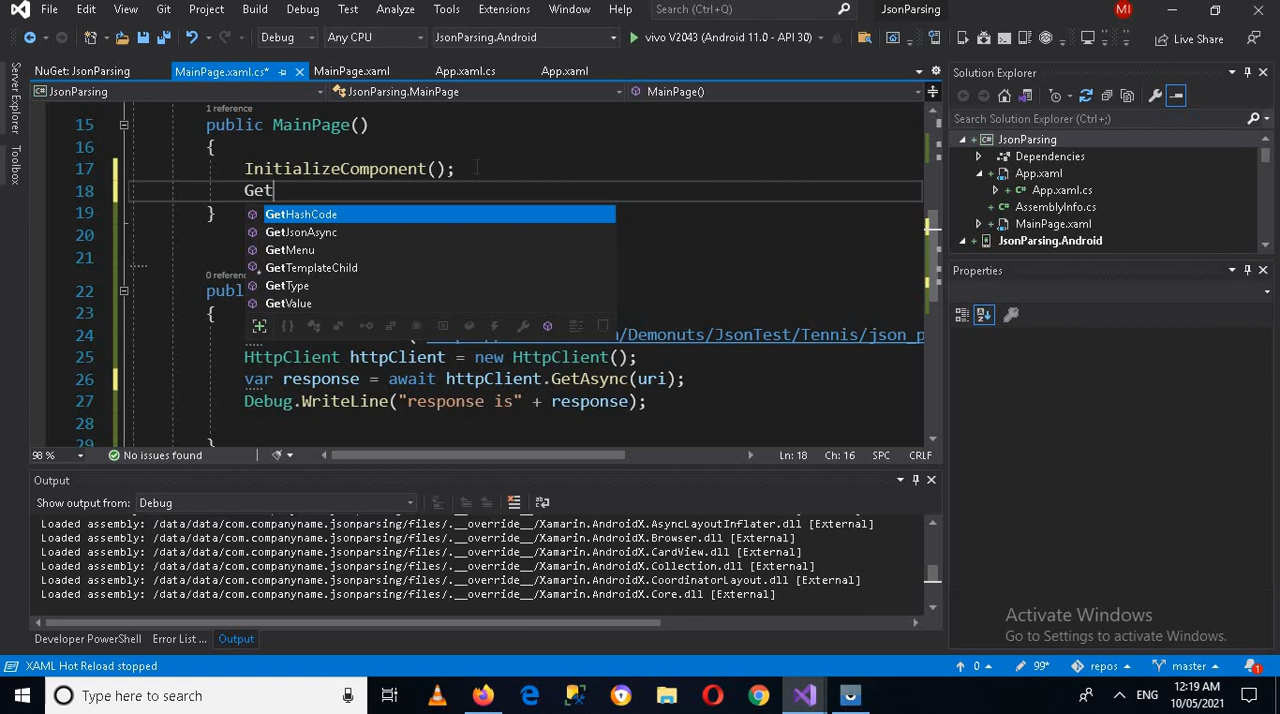 File Edit View Git Project Build Debug Test Analyze Tools Extensions Window Help Search (Ctrl+Q) JsonParsing MI
Debug Any CPU JsonParsing.Android vivo V2043 (Android 11.0 - API 30) Live Share
Server Explorer
Toolbox
NuGet: JsonParsing MainPage.xaml.cs* MainPage.xaml App.xaml.cs App.xaml
JsonParsing JsonParsing.MainPage MainPage()
1 reference
15 public MainPage()
16 {
17 InitializeComponent();
18 Get
19 }
GetHashCode
GetJsonAsync
GetMenu
GetTemplateChild
GetType
GetValue
20
21
0 reference
22 publ
23 {
24 n/Demonuts/JsonTest/Tennis/json_p
25 HttpClient httpClient = new HttpClient();
26 var response = await httpClient.GetAsync(uri);
27 Debug.WriteLine("response is" + response);
28
29 }
98 % No issues found Ln: 18 Ch: 16 SPC CRLF
Output
Show output from: Debug
Loaded assembly: /data/data/com.companyname.jsonparsing/files/.__override__/Xamarin.AndroidX.AsyncLayoutInflater.dll [External]
Loaded assembly: /data/data/com.companyname.jsonparsing/files/.__override__/Xamarin.AndroidX.Browser.dll [External]
Loaded assembly: /data/data/com.companyname.jsonparsing/files/.__override__/Xamarin.AndroidX.CardView.dll [External]
Loaded assembly: /data/data/com.companyname.jsonparsing/files/.__override__/Xamarin.AndroidX.Collection.dll [External]
Loaded assembly: /data/data/com.companyname.jsonparsing/files/.__override__/Xamarin.AndroidX.CoordinatorLayout.dll [External]
Loaded assembly: /data/data/com.companyname.jsonparsing/files/.__override__/Xamarin.AndroidX.Core.dll [External]
Developer PowerShell Error List ... Output
Solution Explorer
Search Solution Explorer (Ctrl+;)
JsonParsing
Dependencies
App.xaml
App.xaml.cs
AssemblyInfo.cs
MainPage.xaml
JsonParsing.Android
Properties
Activate Windows
Go to Settings to activate Windows.
XAML Hot Reload stopped 0 99* repos master 1
Type here to search ENG 12:19 AM
10/05/2021